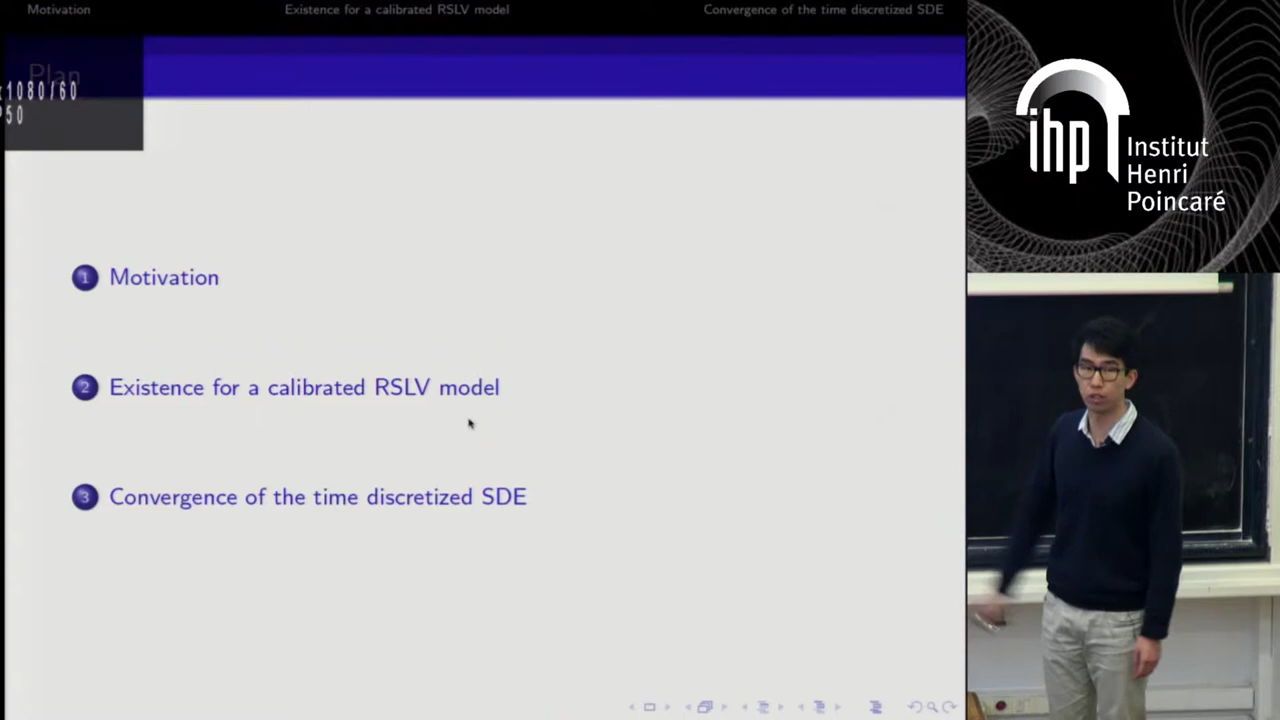 Motivation Existence for a calibrated RSLV model Convergence of the time discretized SDE
Plan
1080/60
50
1 Motivation
2 Existence for a calibrated RSLV model
3 Convergence of the time discretized SDE
ihp Institut
Henri
Poincaré